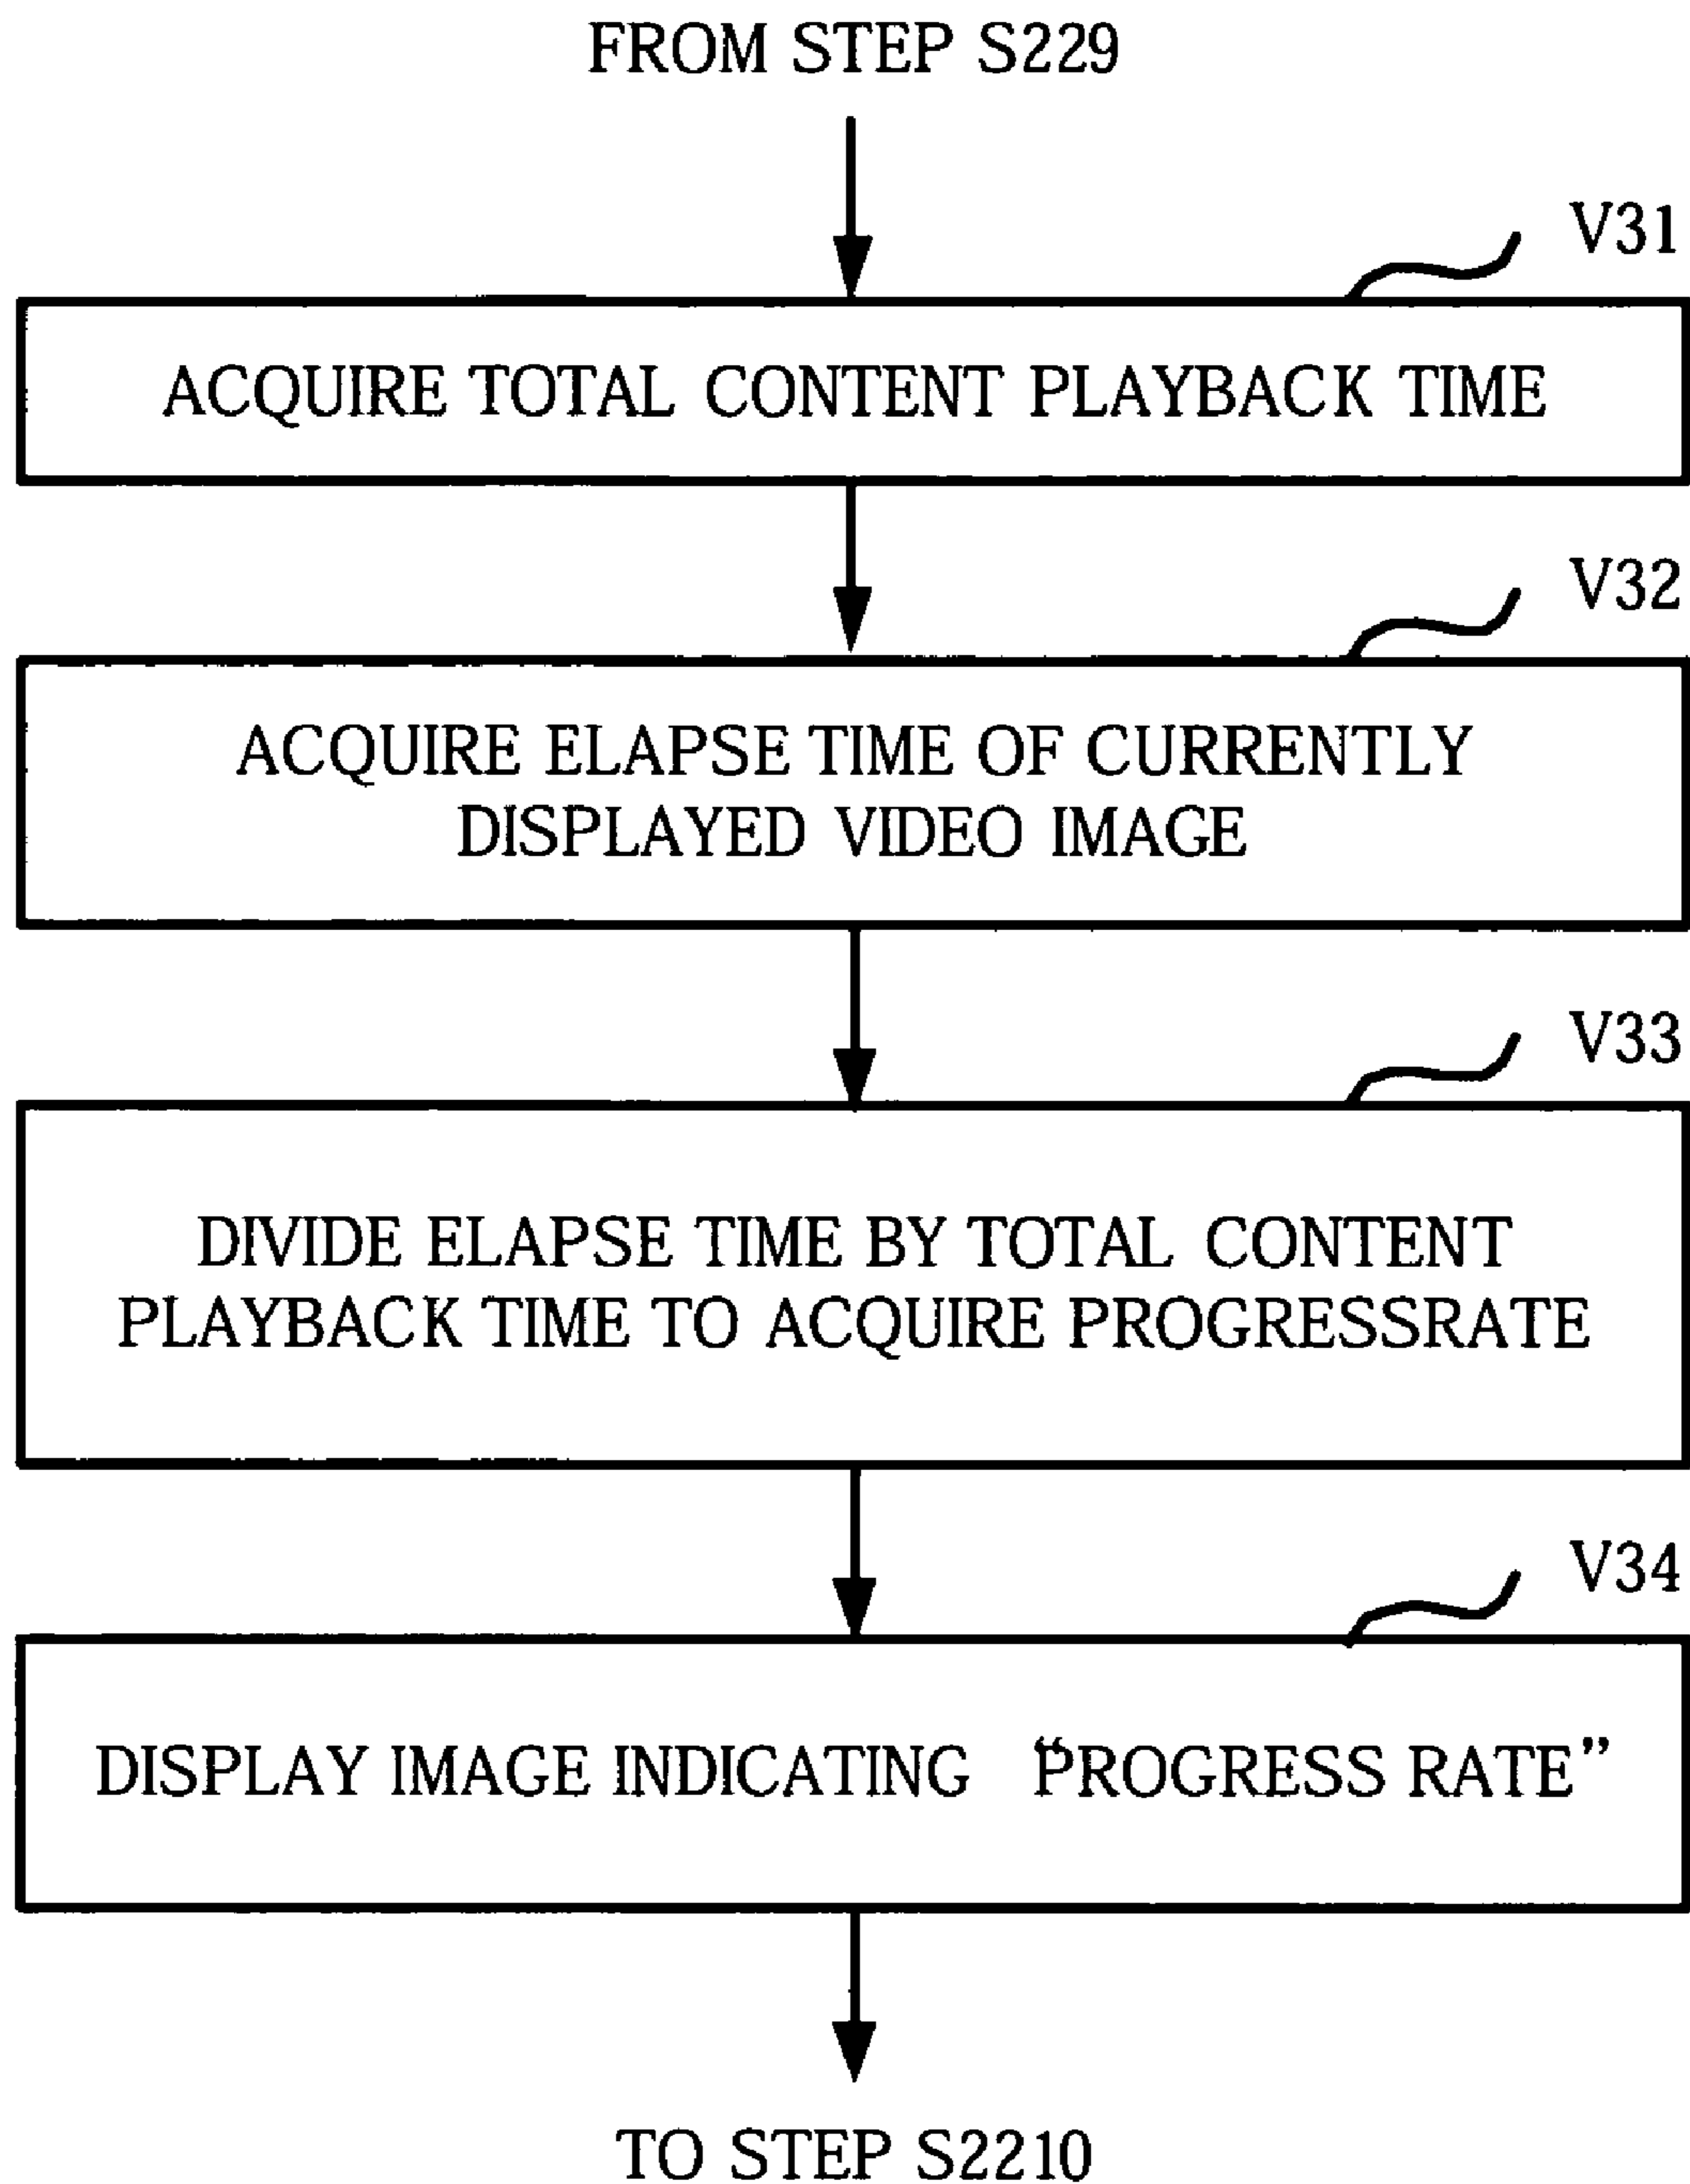 FROM STEP S229
V31
ACQUIRE TOTAL CONTENT PLAYBACK TIME
V32
ACQUIRE ELAPSE TIME OF CURRENTLY
DISPLAYED VIDEO IMAGE
V33
DIVIDE ELAPSE TIME BY TOTAL CONTENT
PLAYBACK TIME TO ACQUIRE PROGRESSRATE
V34
DISPLAY IMAGE INDICATING “PROGRESS RATE”
TO STEP S2210